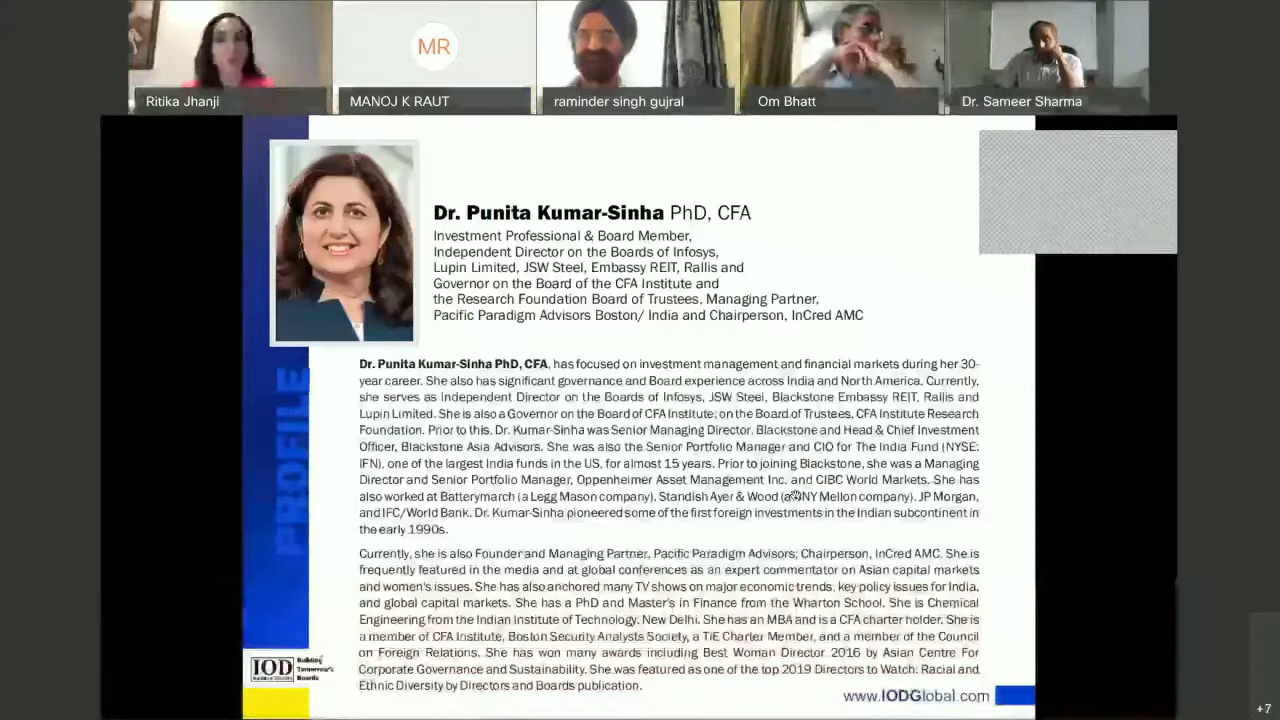 Ritika Jhanji
MR
MANOJ K RAUT
raminder singh gujral
Om Bhatt
Dr. Sameer Sharma
Dr. Punita Kumar-Sinha PhD, CFA
Investment Professional & Board Member,
Independent Director on the Boards of Infosys,
Lupin Limited, JSW Steel, Embassy REIT, Rallis and
Governor on the Board of the CFA Institute and
the Research Foundation Board of Trustees, Managing Partner,
Pacific Paradigm Advisors Boston/ India and Chairperson, InCred AMC
PROFILE
Dr. Punita Kumar-Sinha PhD, CFA, has focused on investment management and financial markets during her 30-
year career. She also has significant governance and Board experience across India and North America. Currently,
she serves as Independent Director on the Boards of Infosys, JSW Steel, Blackstone Embassy REIT, Rallis and
Lupin Limited. She is also a Governor on the Board of CFA Institute; on the Board of Trustees, CFA Institute Research
Foundation. Prior to this, Dr. Kumar-Sinha was Senior Managing Director, Blackstone and Head & Chief Investment
Officer, Blackstone Asia Advisors. She was also the Senior Portfolio Manager and CIO for The India Fund (NYSE:
IFN), one of the largest India funds in the US, for almost 15 years. Prior to joining Blackstone, she was a Managing
Director and Senior Portfolio Manager, Oppenheimer Asset Management Inc. and CIBC World Markets. She has
also worked at Batterymarch (a Legg Mason company), Standish Ayer & Wood (a NY Mellon company), JP Morgan,
and IFC/World Bank. Dr. Kumar-Sinha pioneered some of the first foreign investments in the Indian subcontinent in
the early 1990s.
Currently, she is also Founder and Managing Partner, Pacific Paradigm Advisors; Chairperson, InCred AMC. She is
frequently featured in the media and at global conferences as an expert commentator on Asian capital markets
and women's issues. She has also anchored many TV shows on major economic trends, key policy issues for India,
and global capital markets. She has a PhD and Master's in Finance from the Wharton School. She is Chemical
Engineering from the Indian Institute of Technology, New Delhi. She has an MBA and is a CFA charter holder. She is
a member of CFA Institute, Boston Security Analysts Society, a TiE Charter Member, and a member of the Council
on Foreign Relations. She has won many awards including Best Woman Director 2016 by Asian Centre For
Corporate Governance and Sustainability. She was featured as one of the top 2019 Directors to Watch: Racial and
Ethnic Diversity by Directors and Boards publication.
IOD
Building
Tomorrow's
Boards
www.IODGlobal.com
+7